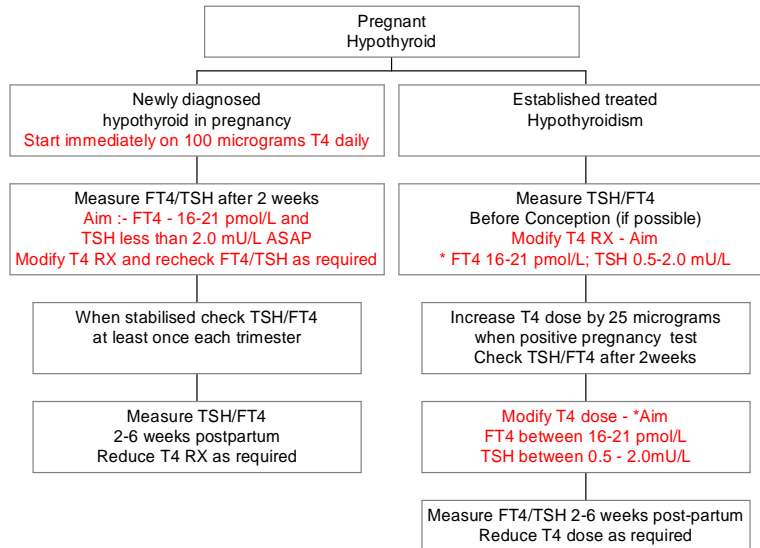 Pregnant
Hypothyroid
Newly diagnosed
hypothyroid in pregnancy
Start immediately on 100 micrograms T4 daily
Measure FT4/TSH after 2 weeks
Aim :- FT4 - 16-21 pmol/L and
TSH less than 2.0 mU/L ASAP
Modify T4 RX and recheck FT4/TSH as required
When stabilised check TSH/FT4
at least once each trimester
Measure TSH/FT4
2-6 weeks postpartum
Reduce T4 RX as required
Established treated
Hypothyroidism
Measure TSH/FT4
Before Conception (if possible)
Modify T4 RX - Aim
* FT4 16-21 pmol/L; TSH 0.5-2.0 mU/L
Increase T4 dose by 25 micrograms
when positive pregnancy test
Check TSH/FT4 after 2weeks
Modify T4 dose - *Aim
FT4 between 16-21 pmol/L
TSH between 0.5 - 2.0mU/L
Measure FT4/TSH 2-6 weeks post-partum
Reduce T4 dose as required